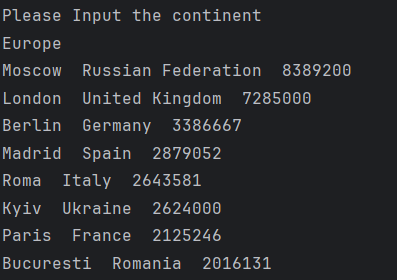 Please Input the continent
Europe
Moscow  Russian Federation  8389200
London  United Kingdom  7285000
Berlin  Germany  3386667
Madrid  Spain  2879052
Roma  Italy  2643581
Kyiv  Ukraine  2624000
Paris  France  2125246
Bucuresti  Romania  2016131